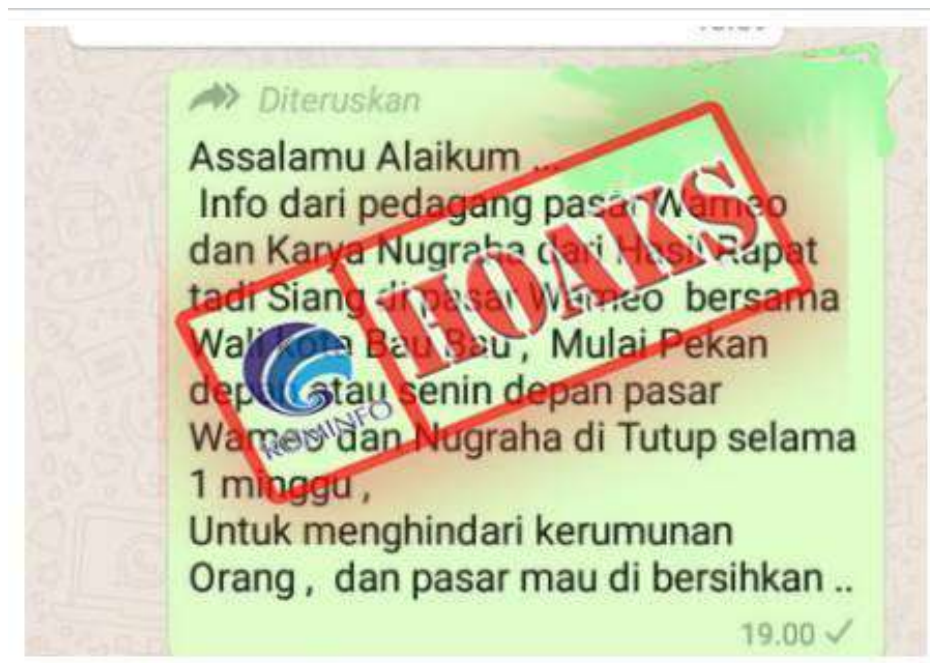 Diteruskan
Assalamu Alaikum ...
Info dari pedagang pasar Wameo
dan Karya Nugraha dari Hasil Rapat
tadi Siang di pasar Wameo bersama
Wali kota Bau Bau , Mulai Pekan
depan atau senin depan pasar
Wameo dan Nugraha di Tutup selama
1 minggu ,
Untuk menghindari kerumunan
Orang , dan pasar mau di bersihkan ..
19.00
HOAKS
KOMINFO